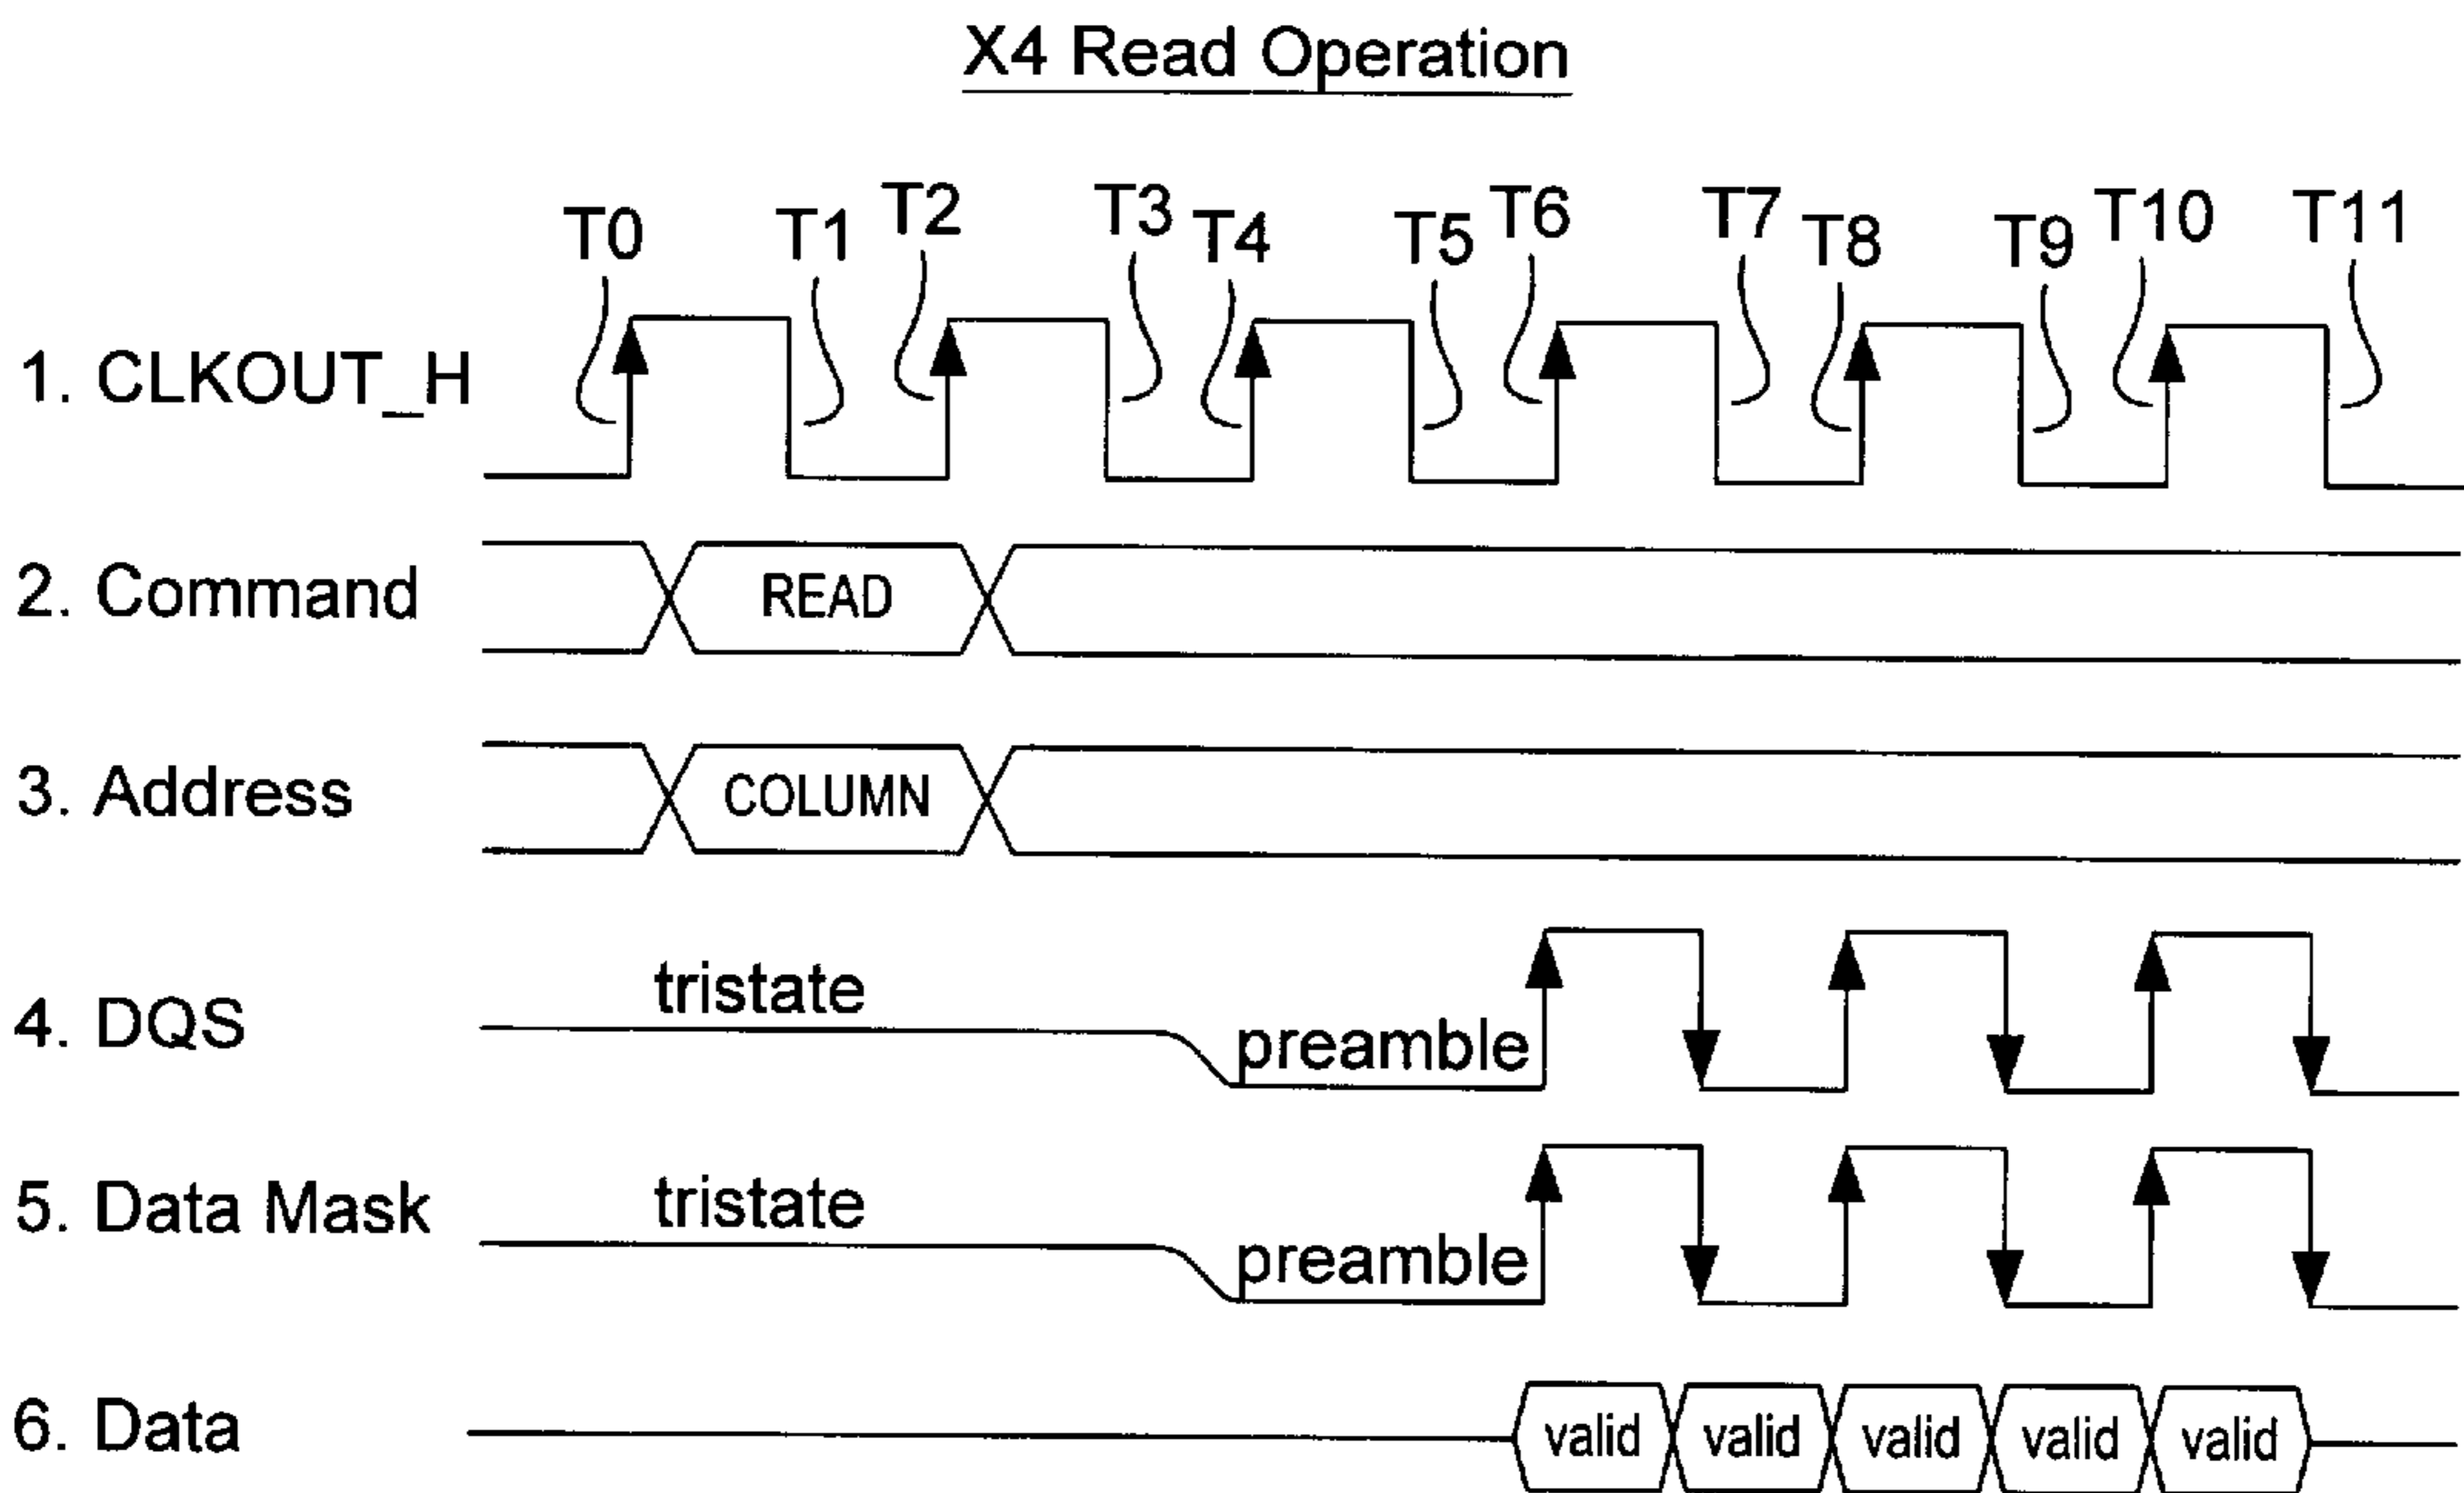 X4 Read Operation
T0 T1 T2 T3 T4 T5 T6 T7 T8 T9 T10 T11
1. CLKOUT_H
2. Command READ
3. Address COLUMN
4. DQS tristate preamble
5. Data Mask tristate preamble
6. Data valid valid valid valid valid